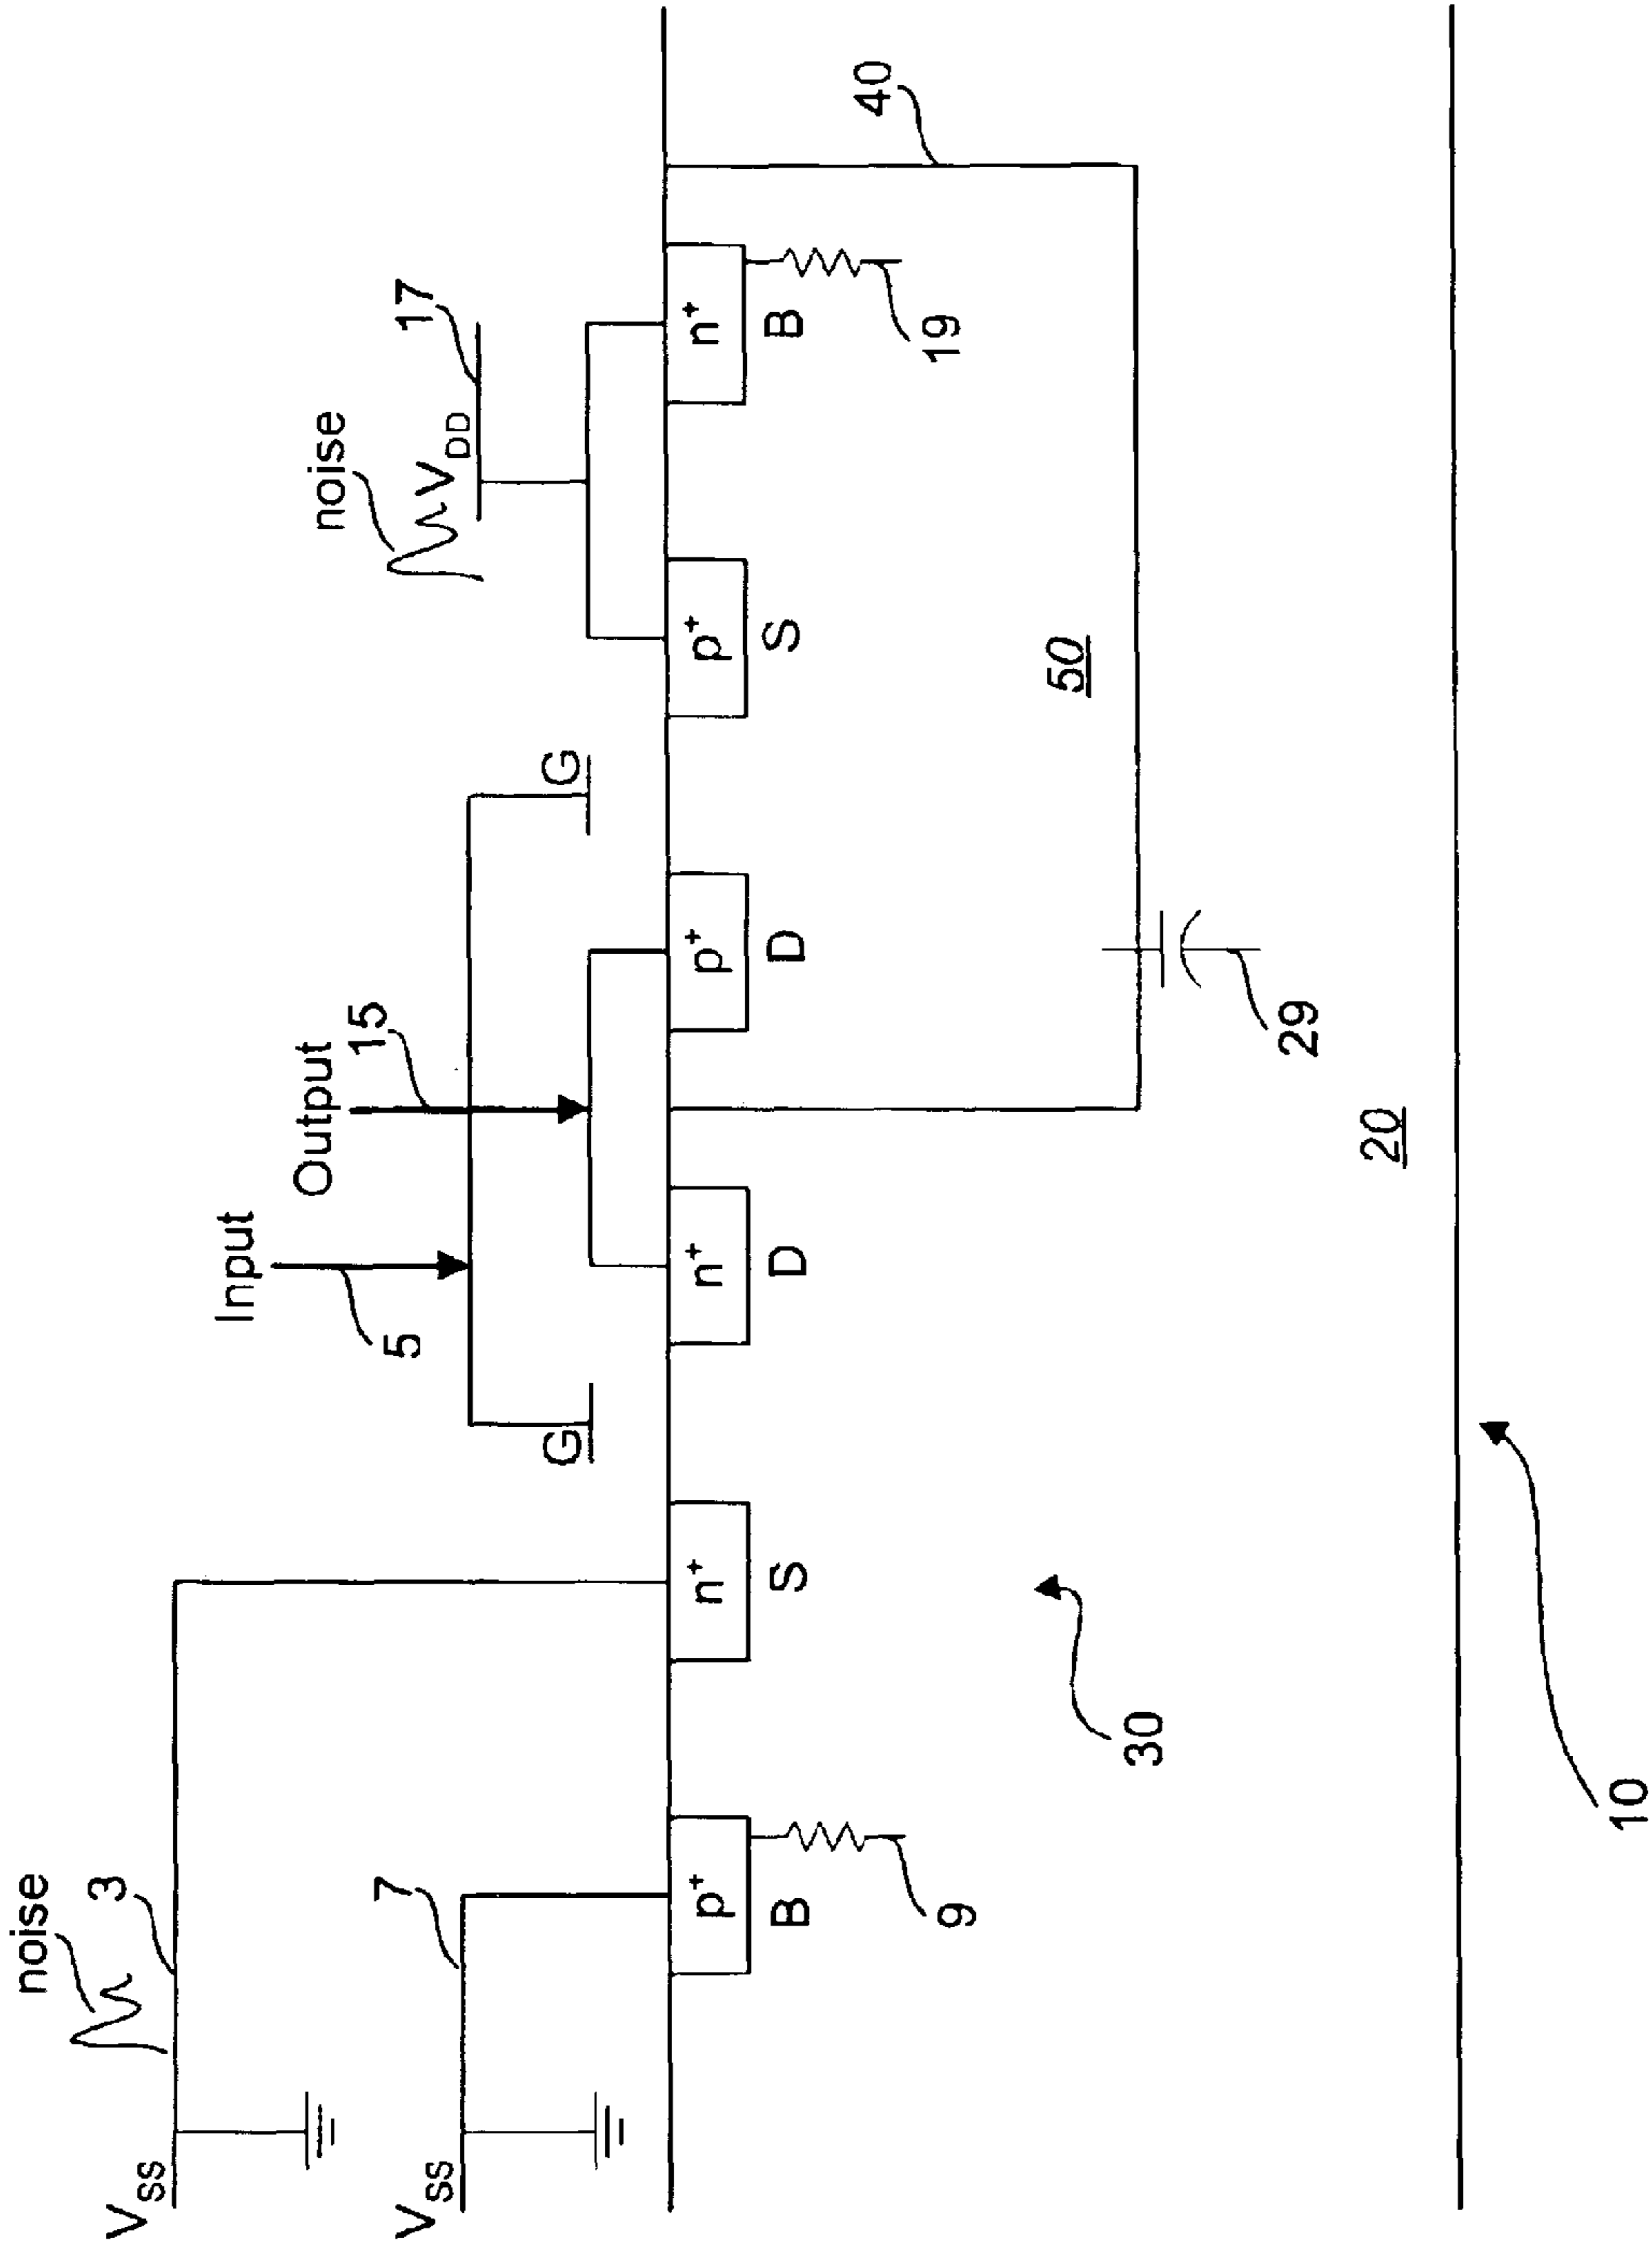 noise
3
V_SS
7
V_SS
Input
5
Output
15
noise
V_DD
17
G
G
p+
n+
n+
p+
p+
n+
B
S
D
D
S
B
9
19
40
30
50
29
20
10